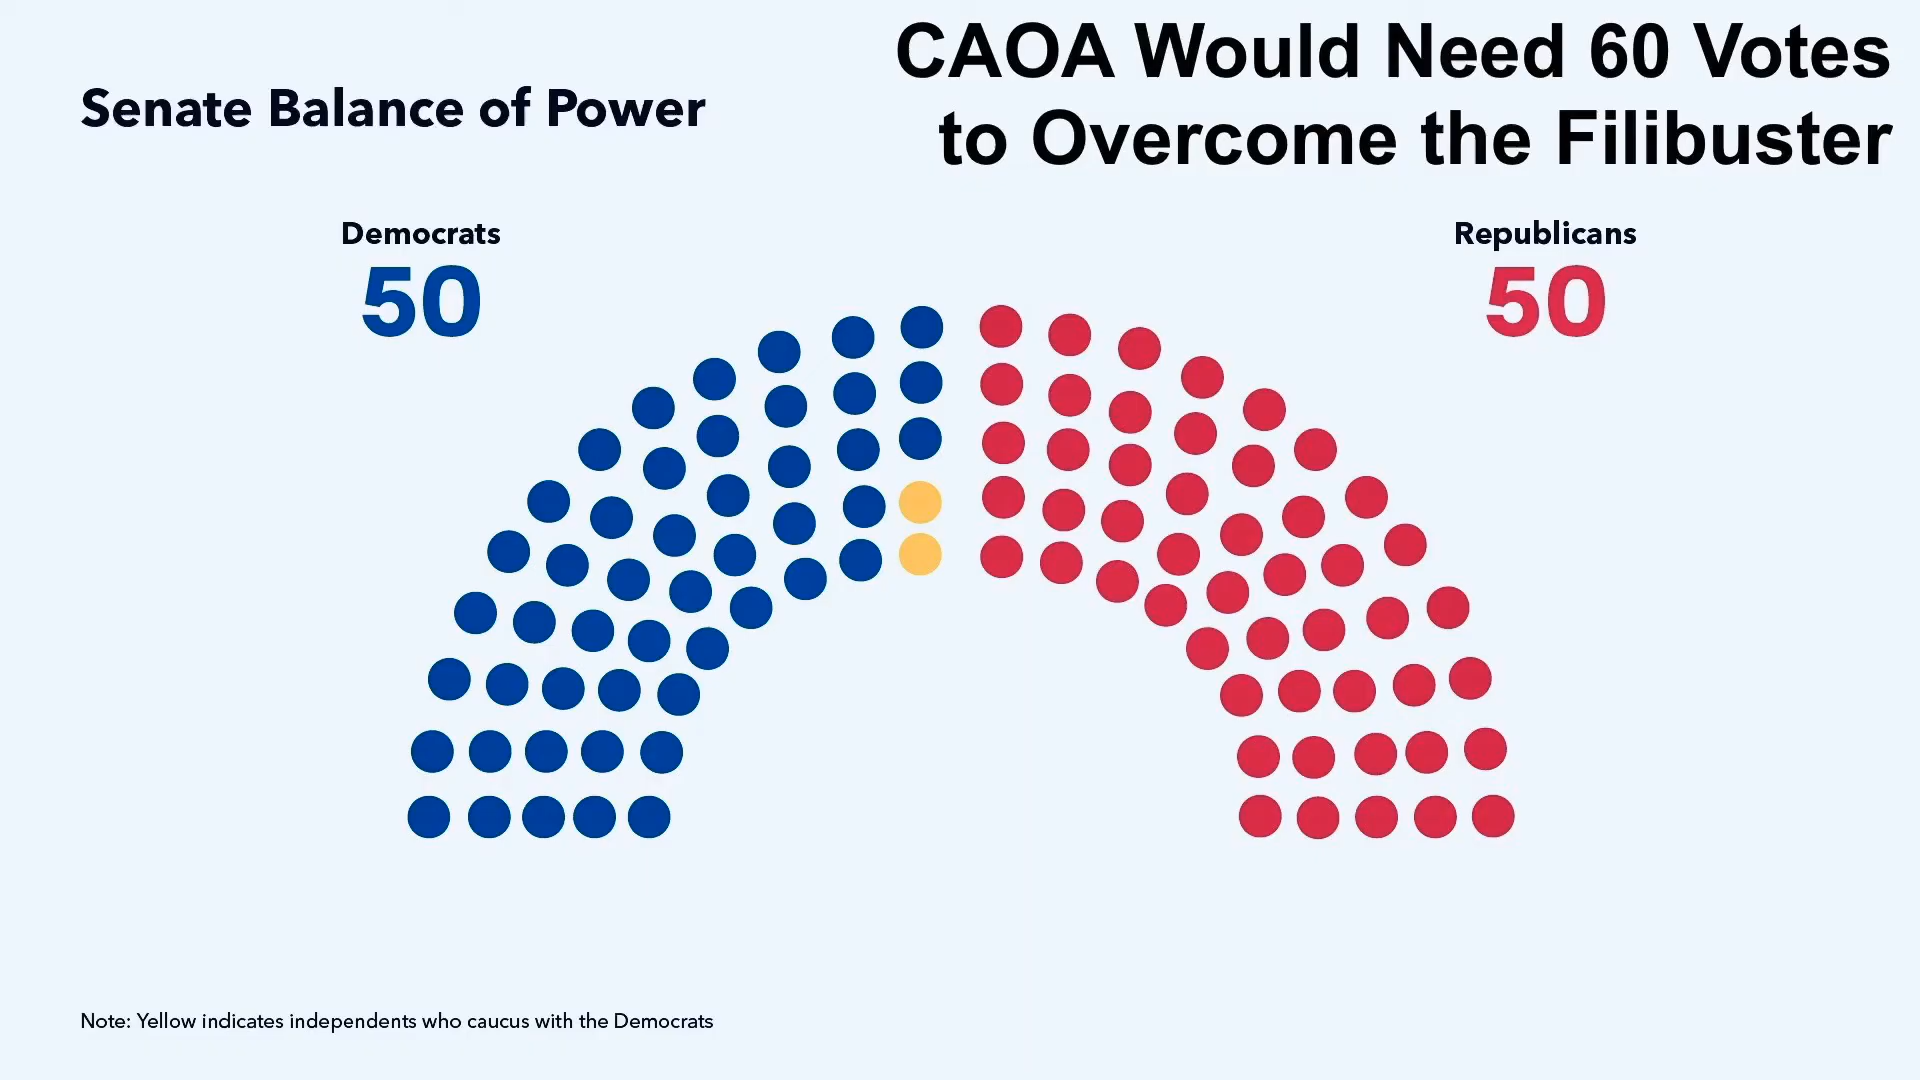 CAOA Would Need 60 Votes
to Overcome the Filibuster
Senate Balance of Power
Democrats
50
Republicans
50
Note: Yellow indicates independents who caucus with the Democrats